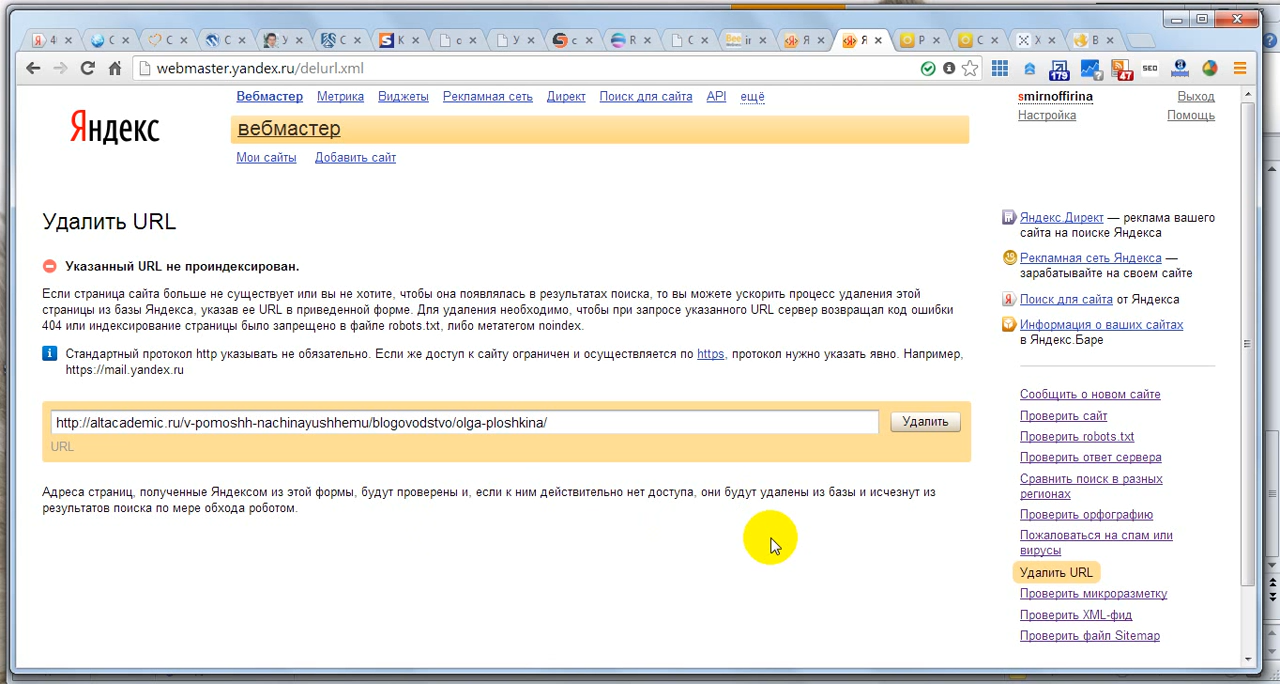 webmaster.yandex.ru/delurl.xml
179
47
SEO
Вебмастер Метрика Виджеты Рекламная сеть Директ Поиск для сайта API ещё
smirnoffirina Выход
Настройка Помощь
Яндекс
вебмастер
Мои сайты Добавить сайт
Удалить URL
Указанный URL не проиндексирован.
Если страница сайта больше не существует или вы не хотите, чтобы она появлялась в результатах поиска, то вы можете ускорить процесс удаления этой
страницы из базы Яндекса, указав ее URL в приведенной форме. Для удаления необходимо, чтобы при запросе указанного URL сервер возвращал код ошибки
404 или индексирование страницы было запрещено в файле robots.txt, либо метатегом noindex.
Стандартный протокол http указывать не обязательно. Если же доступ к сайту ограничен и осуществляется по https, протокол нужно указать явно. Например,
https://mail.yandex.ru
http://altacademic.ru/v-pomoshh-nachinayushhemu/blogovodstvo/olga-ploshkina/
Удалить
URL
Адреса страниц, полученные Яндексом из этой формы, будут проверены и, если к ним действительно нет доступа, они будут удалены из базы и исчезнут из
результатов поиска по мере обхода роботом.
Яндекс.Директ — реклама вашего
сайта на поиске Яндекса
Рекламная сеть Яндекса —
зарабатывайте на своем сайте
Поиск для сайта от Яндекса
Информация о ваших сайтах
в Яндекс.Баре
Сообщить о новом сайте
Проверить сайт
Проверить robots.txt
Проверить ответ сервера
Сравнить поиск в разных
регионах
Проверить орфографию
Пожаловаться на спам или
вирусы
Удалить URL
Проверить микроразметку
Проверить XML-фид
Проверить файл Sitemap